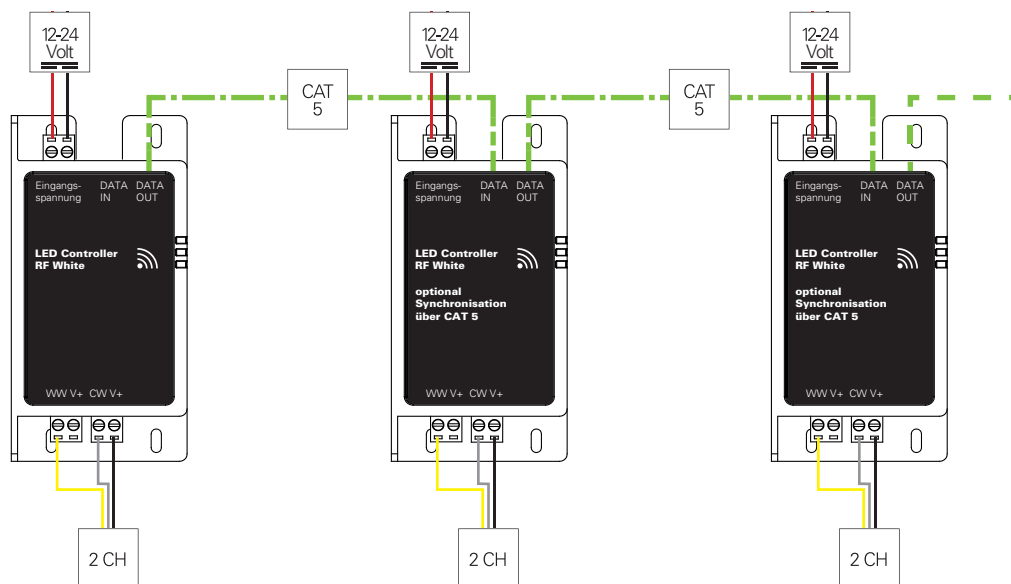 12-24
Volt
12-24
Volt
12-24
Volt
CAT
5
CAT
5
Eingangs-
spannung
DATA
IN
DATA
OUT
LED Controller
RF White
WW V+ CW V+
2 CH
Eingangs-
spannung
DATA
IN
DATA
OUT
LED Controller
RF White
optional
Synchronisation
über CAT 5
WW V+ CW V+
2 CH
Eingangs-
spannung
DATA
IN
DATA
OUT
LED Controller
RF White
optional
Synchronisation
über CAT 5
WW V+ CW V+
2 CH